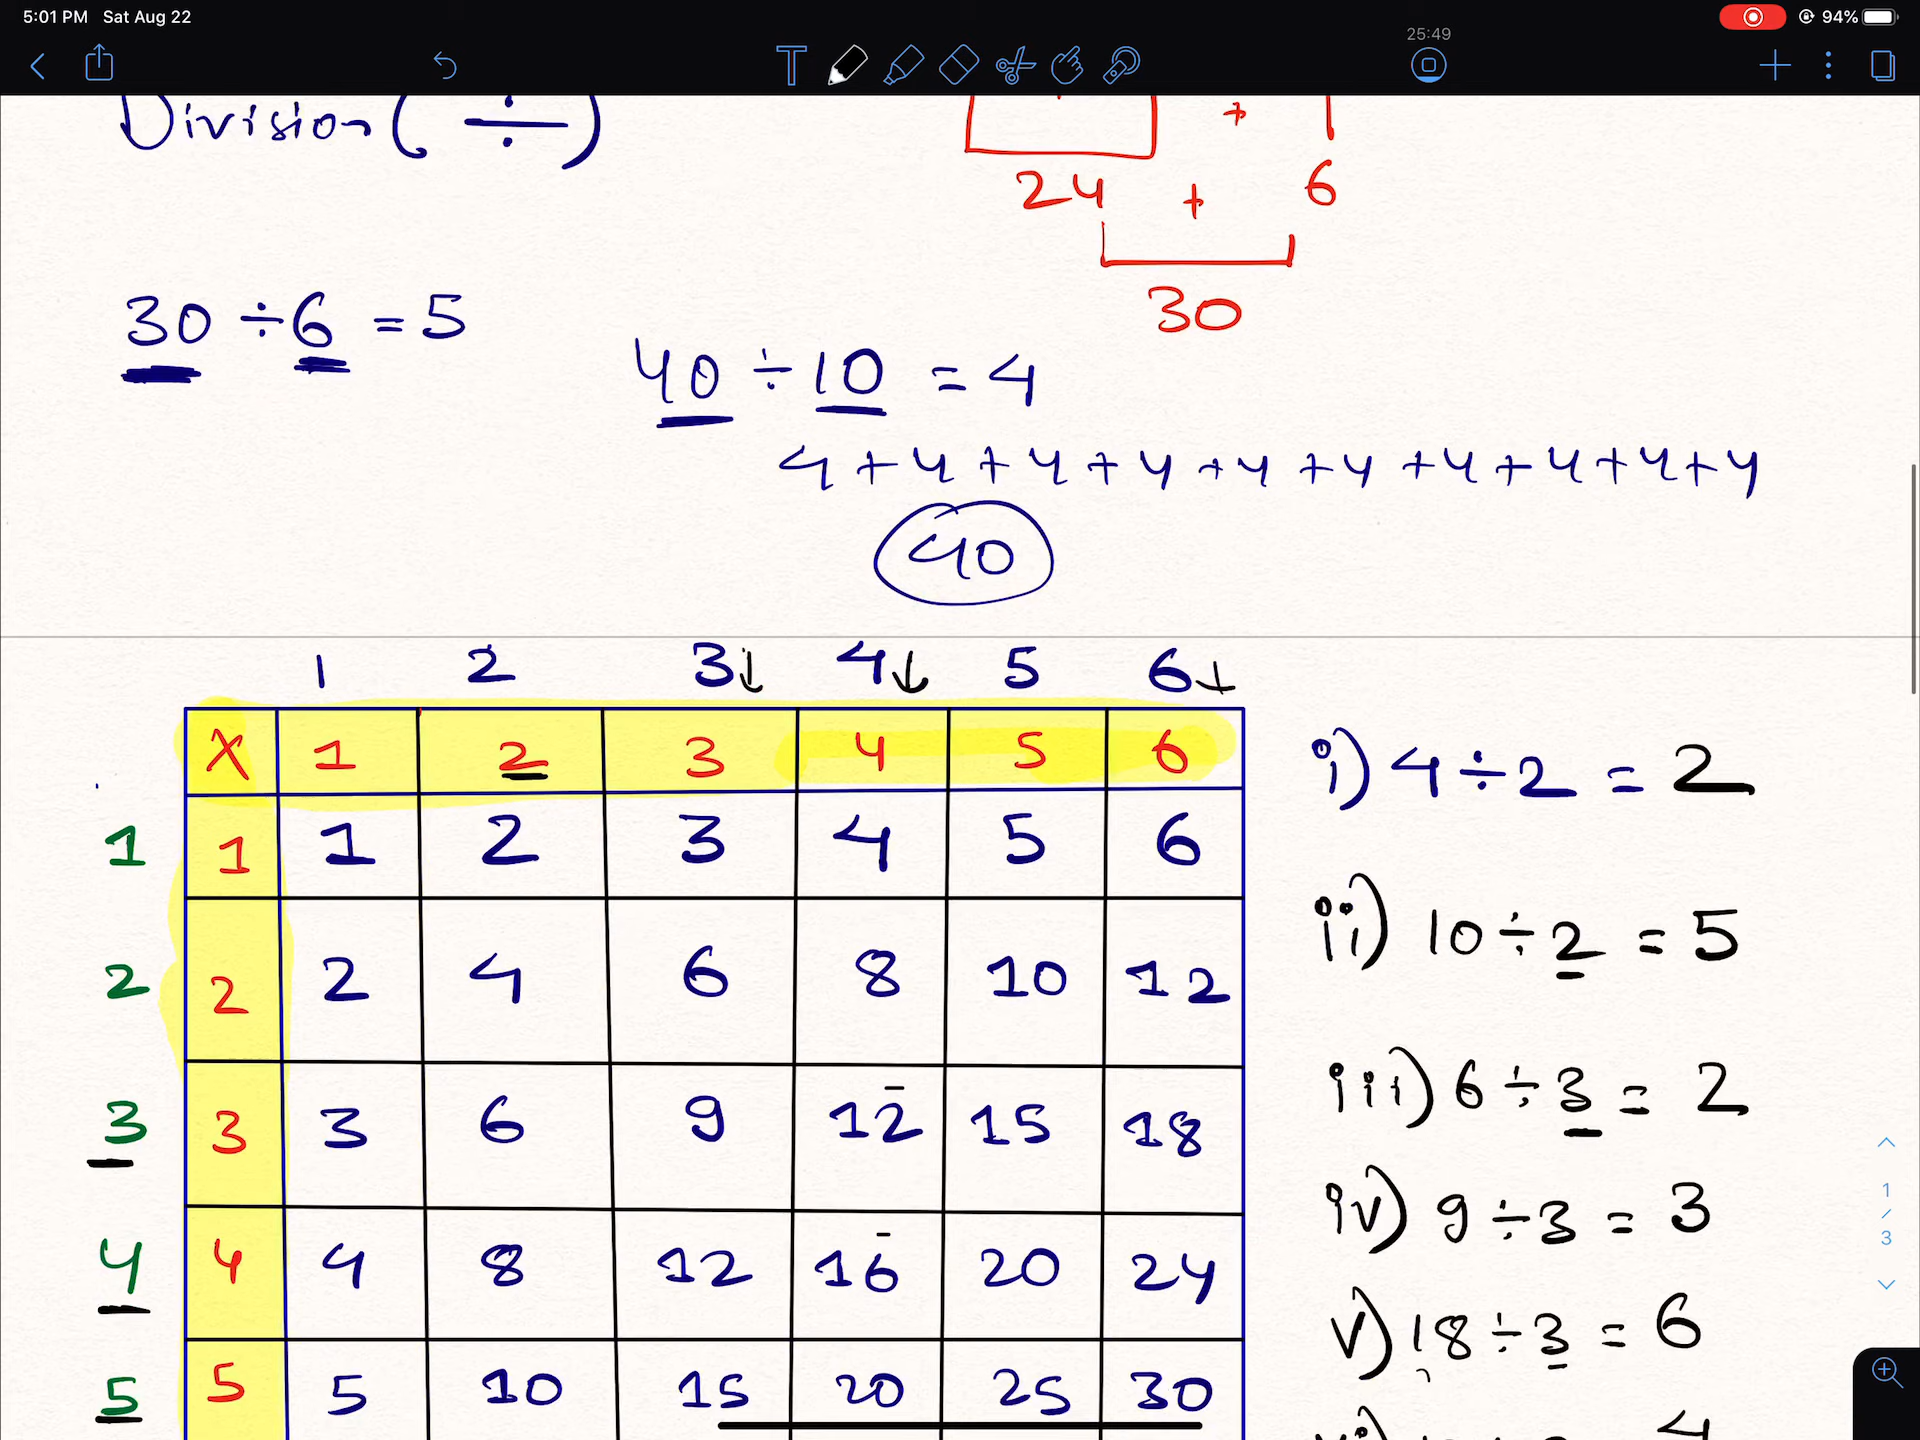 5:01 PM Sat Aug 22
94%
25:49
Division ( ÷ )
+
24 + 6
30
30 ÷ 6 = 5
40 ÷ 10 = 4
4 + 4 + 4 + 4 + 4 + 4 + 4 + 4 + 4 + 4
40
1 2 3↓ 4↓ 5 6↓
X 1 2 3 4 5 6
1 1 1 2 3 4 5 6
2 2 2 4 6 8 10 12
3 3 3 6 9 12 15 18
4 4 4 8 12 16 20 24
5 5 5 10 15 20 25 30
i) 4 ÷ 2 = 2
ii) 10 ÷ 2 = 5
iii) 6 ÷ 3 = 2
iv) 9 ÷ 3 = 3
v) 18 ÷ 3 = 6
1
/
3